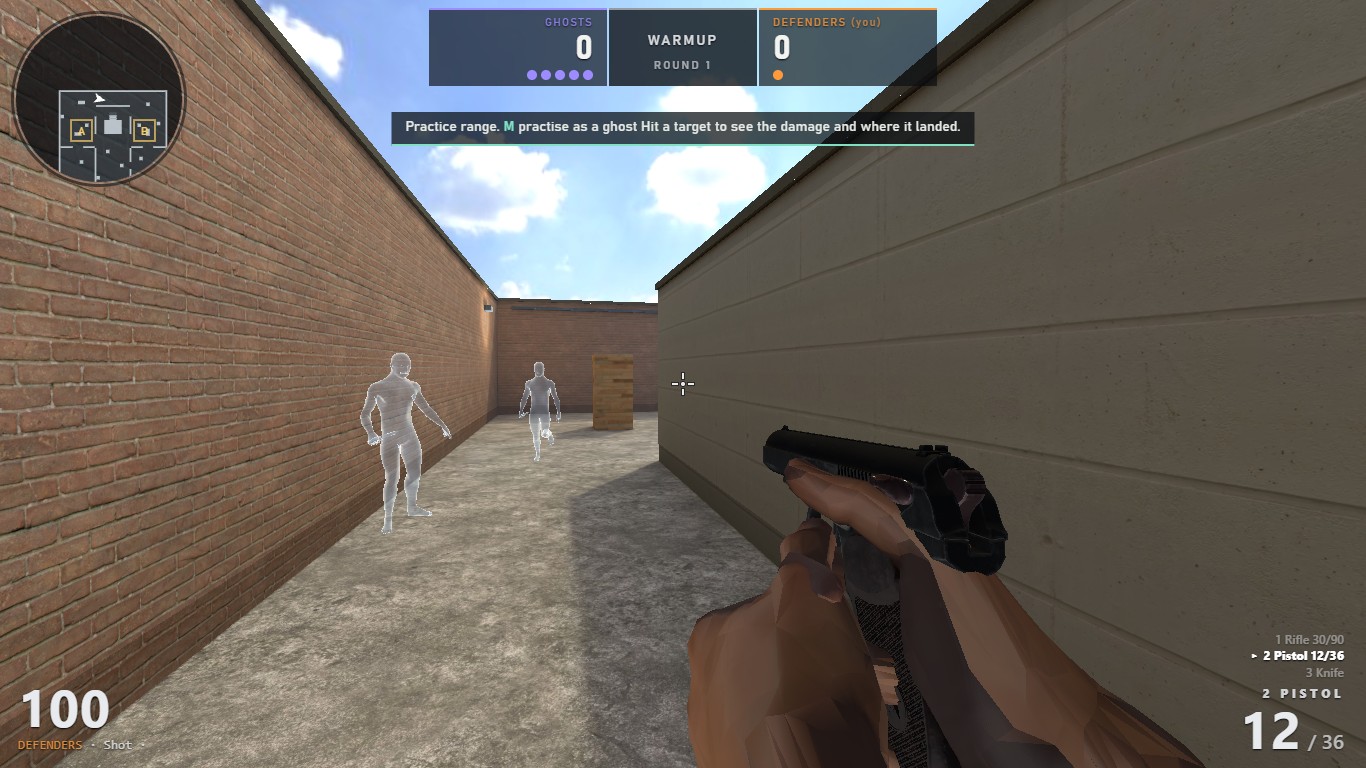 GHOSTS
0
WARMUP
ROUND 1
DEFENDERS (you)
0
Practice range. M practise as a ghost Hit a target to see the damage and where it landed.
A
B
1 Rifle 30/90
▸ 2 Pistol 12/36
3 Knife
2 PISTOL
12 / 36
100
DEFENDERS · Shot ·